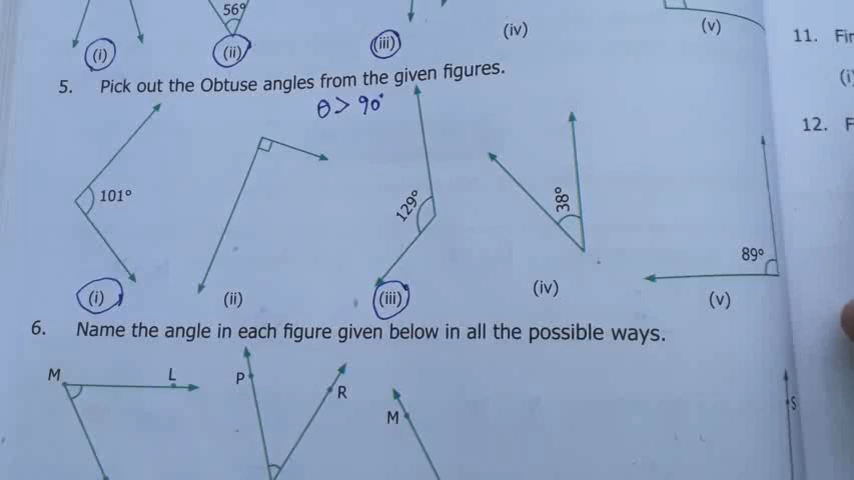 56°
(i) (ii) (iii) (iv) (v)
5. Pick out the Obtuse angles from the given figures.
θ > 90°
101° 129° 38° 89°
(i) (ii) (iii) (iv) (v)
6. Name the angle in each figure given below in all the possible ways.
M L P R M S
11. Fir
(i)
12. F